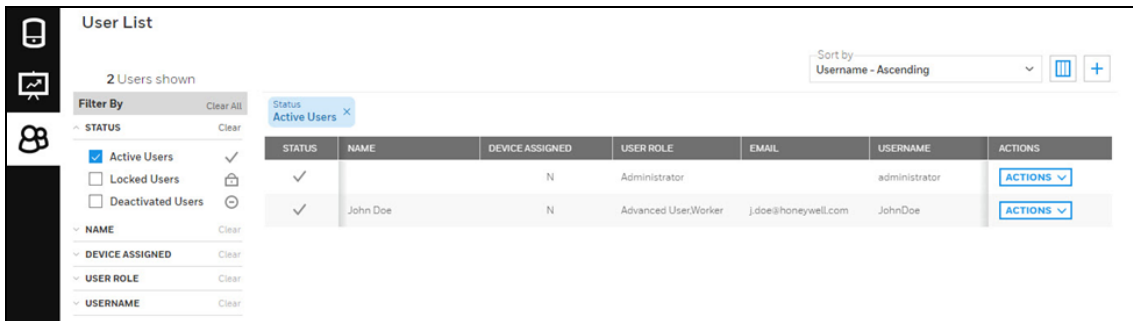 User List
2 Users shown
Sort by
Username - Ascending
Filter By Clear All
STATUS Clear
Active Users
Locked Users
Deactivated Users
NAME Clear
DEVICE ASSIGNED Clear
USER ROLE Clear
USERNAME Clear
Status
Active Users ×
STATUS NAME DEVICE ASSIGNED USER ROLE EMAIL USERNAME ACTIONS
N Administrator administrator ACTIONS
John Doe N Advanced User,Worker j.doe@honeywell.com JohnDoe ACTIONS